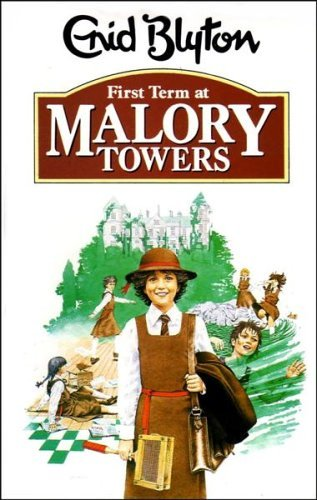 Enid Blyton
First Term at
MALORY
TOWERS